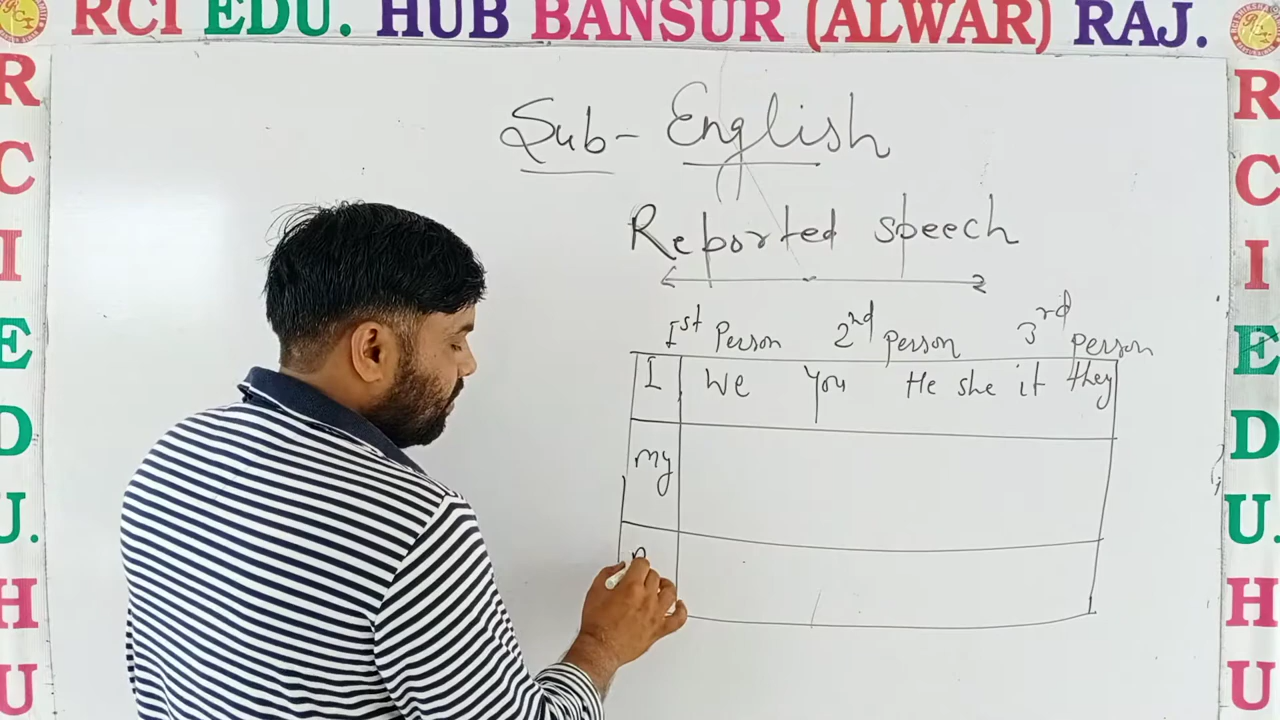 RCI EDU. HUB BANSUR (ALWAR) RAJ.
R C I E D U. H U
R C I E D U. H U
Sub- English
Reported speech
Ist Person 2nd person 3rd person
I We You He she it they
my